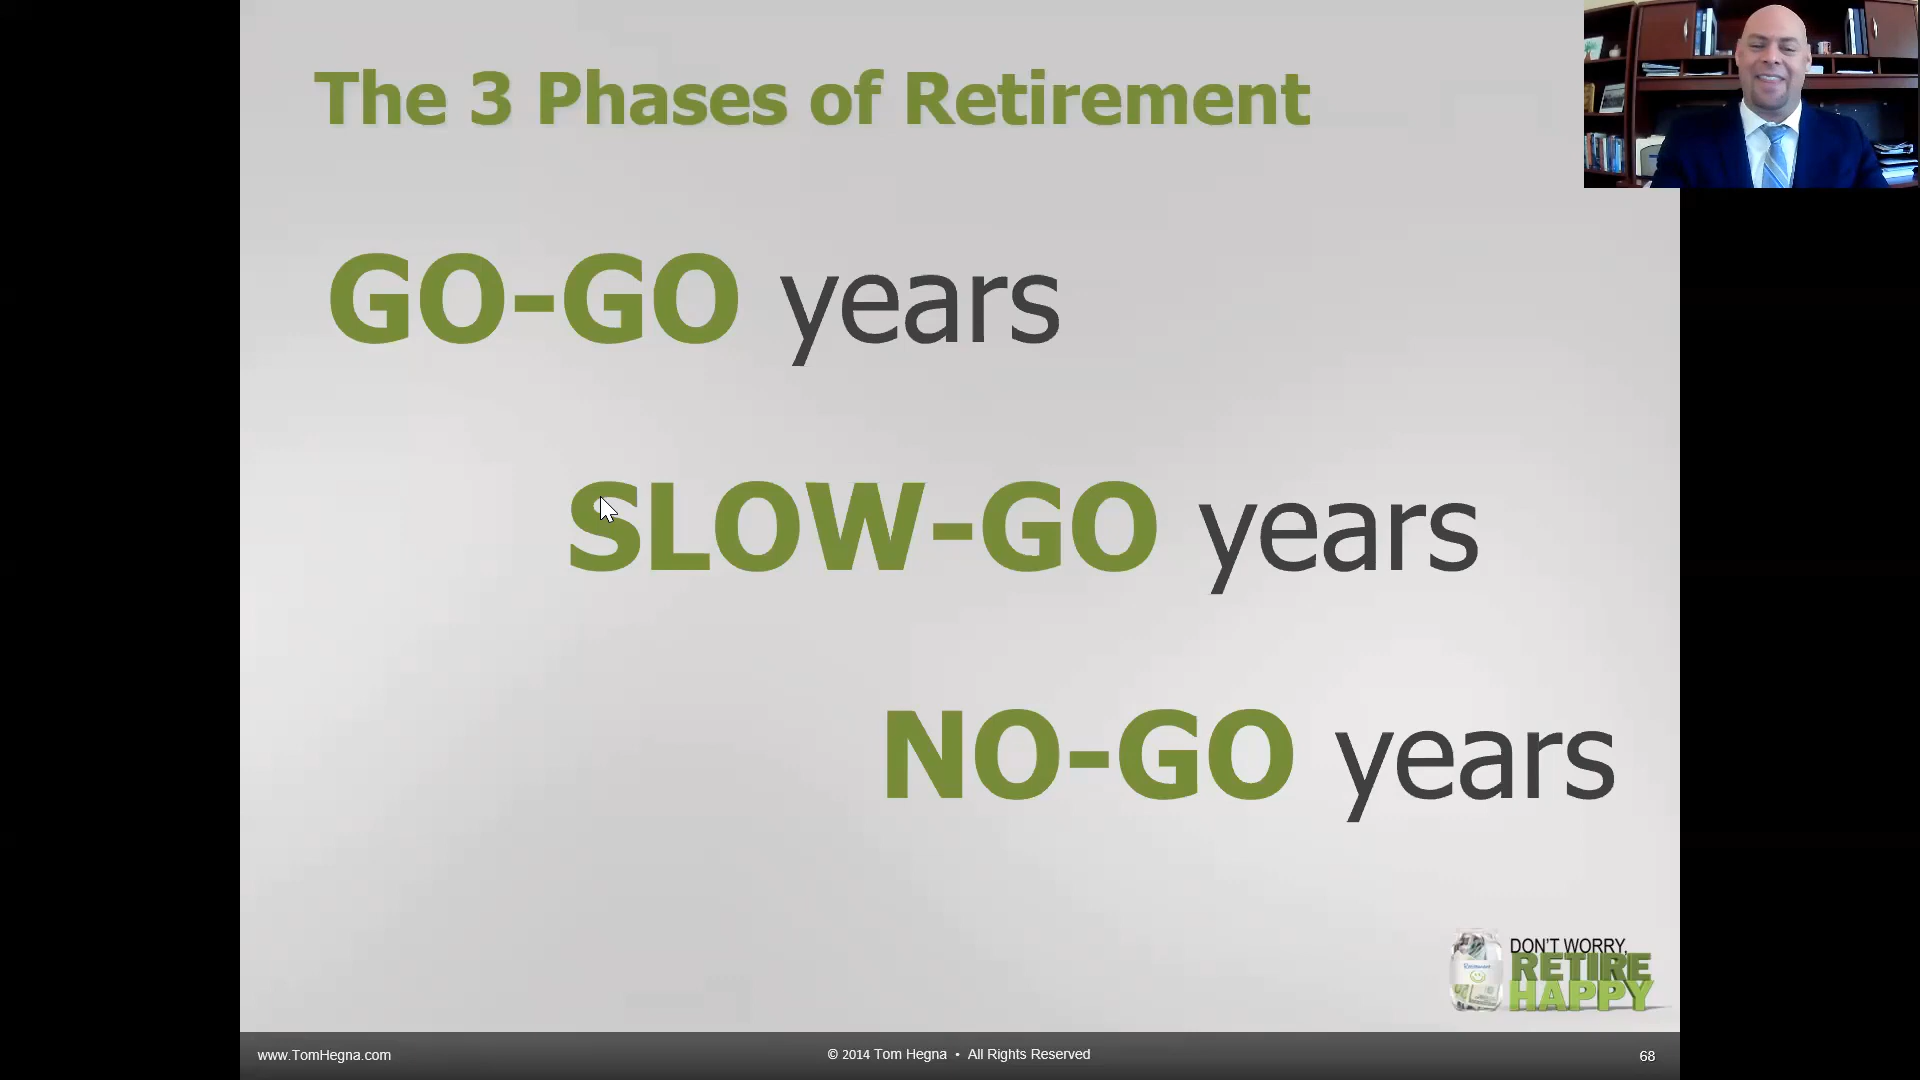 The 3 Phases of Retirement
GO-GO years
SLOW-GO years
NO-GO years
Retirement
DON'T WORRY,
RETIRE
HAPPY
www.TomHegna.com
© 2014 Tom Hegna • All Rights Reserved
68